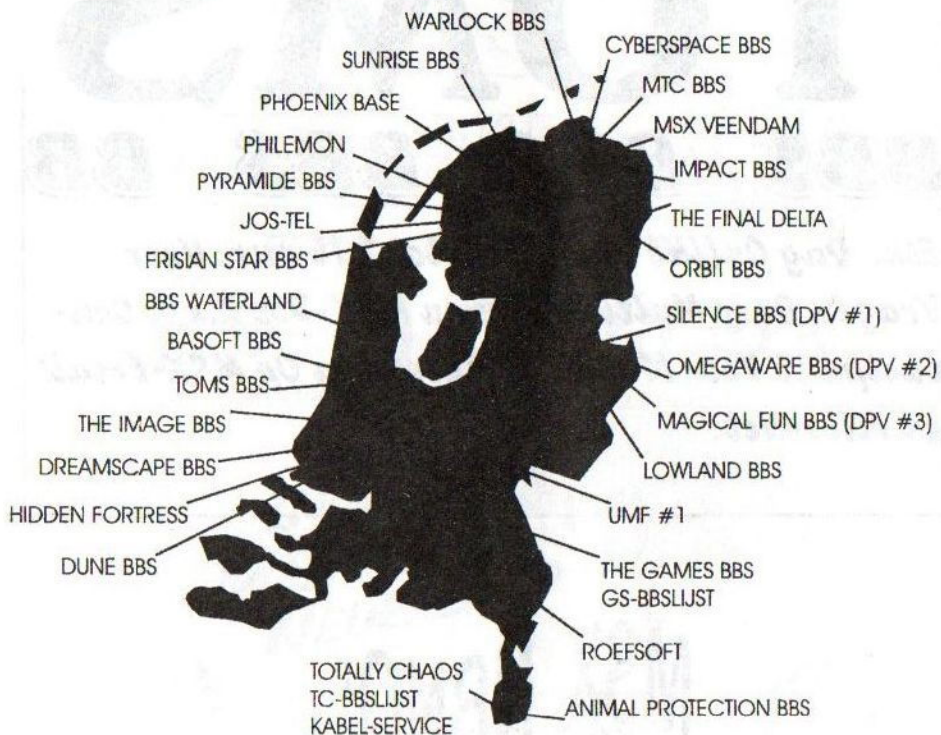 WARLOCK BBS
CYBERSPACE BBS
SUNRISE BBS
MTC BBS
PHOENIX BASE
MSX VEENDAM
PHILEMON
IMPACT BBS
PYRAMIDE BBS
JOS-TEL
THE FINAL DELTA
FRISIAN STAR BBS
ORBIT BBS
BBS WATERLAND
SILENCE BBS (DPV #1)
BASOFT BBS
OMEGAWARE BBS (DPV #2)
TOMS BBS
THE IMAGE BBS
MAGICAL FUN BBS (DPV #3)
DREAMSCAPE BBS
LOWLAND BBS
HIDDEN FORTRESS
UMF #1
DUNE BBS
THE GAMES BBS
GS-BBSLIJST
ROEFSOFT
TOTALLY CHAOS
TC-BBSLIJST
KABEL-SERVICE
ANIMAL PROTECTION BBS